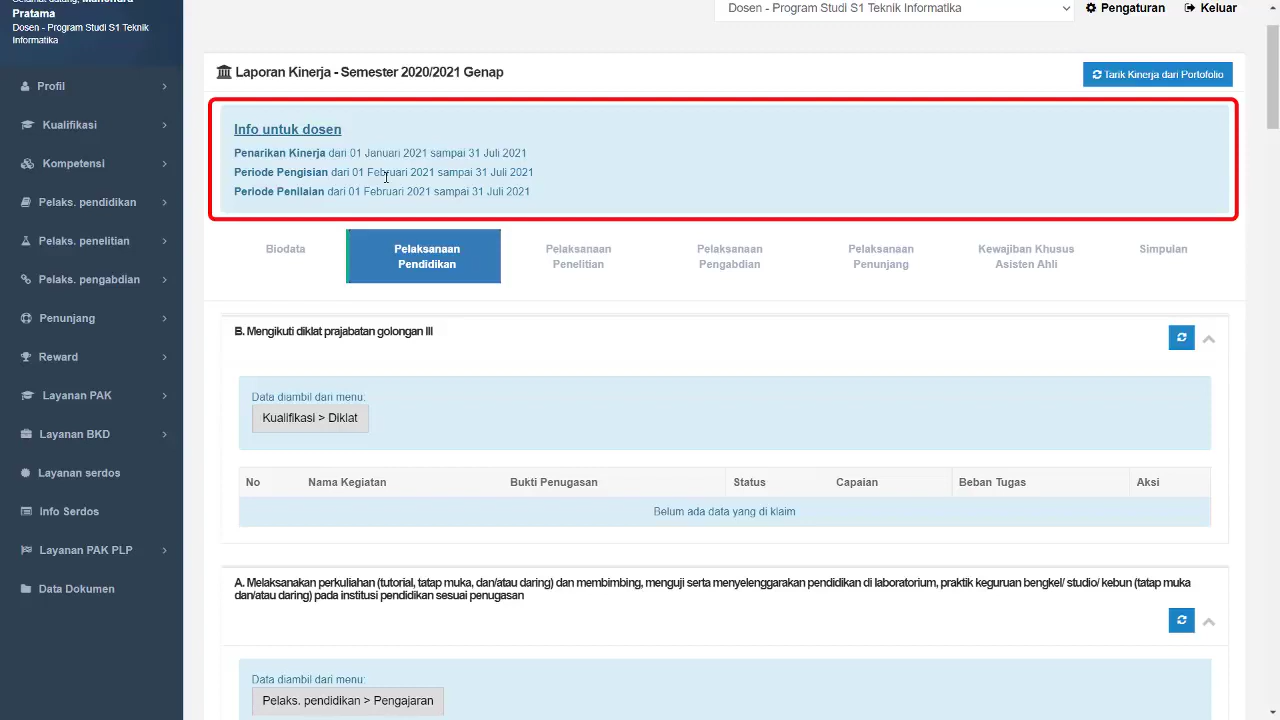 Selamat datang, Mahendra
Pratama
Dosen - Program Studi S1 Teknik
Informatika
Profil
Kualifikasi
Kompetensi
Pelaks. pendidikan
Pelaks. penelitian
Pelaks. pengabdian
Penunjang
Reward
Layanan PAK
Layanan BKD
Layanan serdos
Info Serdos
Layanan PAK PLP
Data Dokumen
Dosen - Program Studi S1 Teknik Informatika
Pengaturan
Keluar
Laporan Kinerja - Semester 2020/2021 Genap
Tarik Kinerja dari Portofolio
Info untuk dosen
Penarikan Kinerja dari 01 Januari 2021 sampai 31 Juli 2021
Periode Pengisian dari 01 Februari 2021 sampai 31 Juli 2021
Periode Penilaian dari 01 Februari 2021 sampai 31 Juli 2021
Biodata
Pelaksanaan
Pendidikan
Pelaksanaan
Penelitian
Pelaksanaan
Pengabdian
Pelaksanaan
Penunjang
Kewajiban Khusus
Asisten Ahli
Simpulan
B. Mengikuti diklat prajabatan golongan III
Data diambil dari menu:
Kualifikasi > Diklat
No Nama Kegiatan Bukti Penugasan Status Capaian Beban Tugas Aksi
Belum ada data yang di klaim
A. Melaksanakan perkuliahan (tutorial, tatap muka, dan/atau daring) dan membimbing, menguji serta menyelenggarakan pendidikan di laboratorium, praktik keguruan bengkel/ studio/ kebun (tatap muka
dan/atau daring) pada institusi pendidikan sesuai penugasan
Data diambil dari menu:
Pelaks. pendidikan > Pengajaran